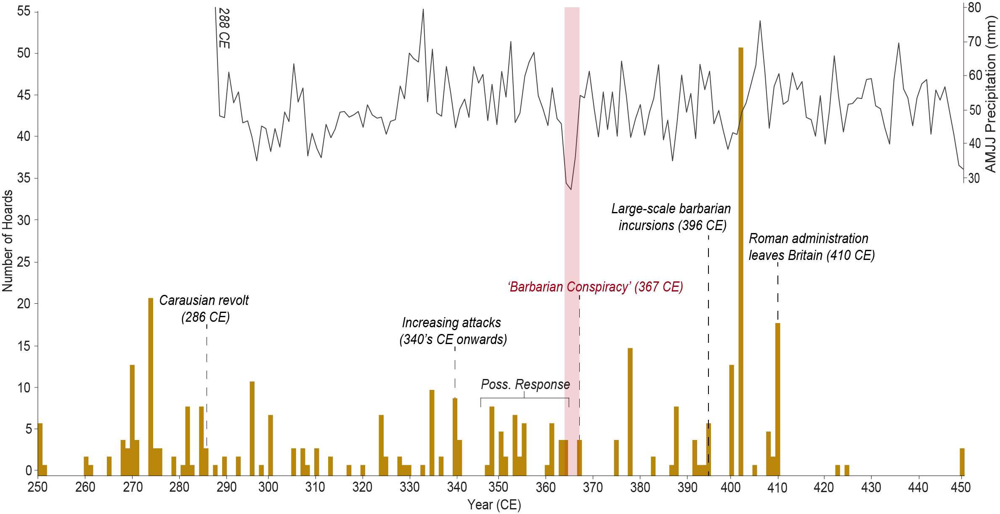 55
50
45
40
35
30
25
20
15
10
5
0
Number of Hoards
288 CE
80
70
60
50
40
30
AMJJ Precipitation (mm)
Large-scale barbarian
incursions (396 CE)
Roman administration
leaves Britain (410 CE)
‘Barbarian Conspiracy’ (367 CE)
Carausian revolt
(286 CE)
Increasing attacks
(340’s CE onwards)
Poss. Response
250 260 270 280 290 300 310 320 330 340 350 360 370 380 390 400 410 420 430 440 450
Year (CE)